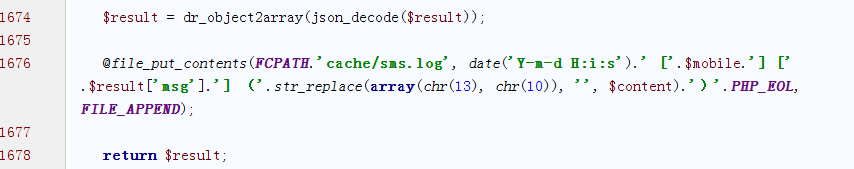 1674 $result = dr_object2array(json_decode($result));
1675
1676 @file_put_contents(FCPATH.'cache/sms.log', date('Y-m-d H:i:s').' ['.$mobile.'] ['
.$result['msg'].'] （'.str_replace(array(chr(13), chr(10)), '', $content).'）'.PHP_EOL,
FILE_APPEND);
1677
1678 return $result;